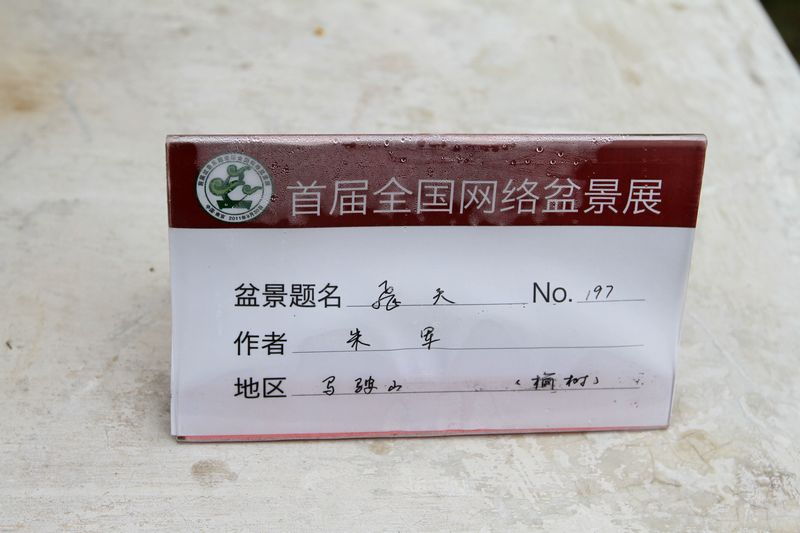 首届全国网络盆景展
盆景题名 天 No. 197
作者 朱军
地区 马鞍山 (榆树)